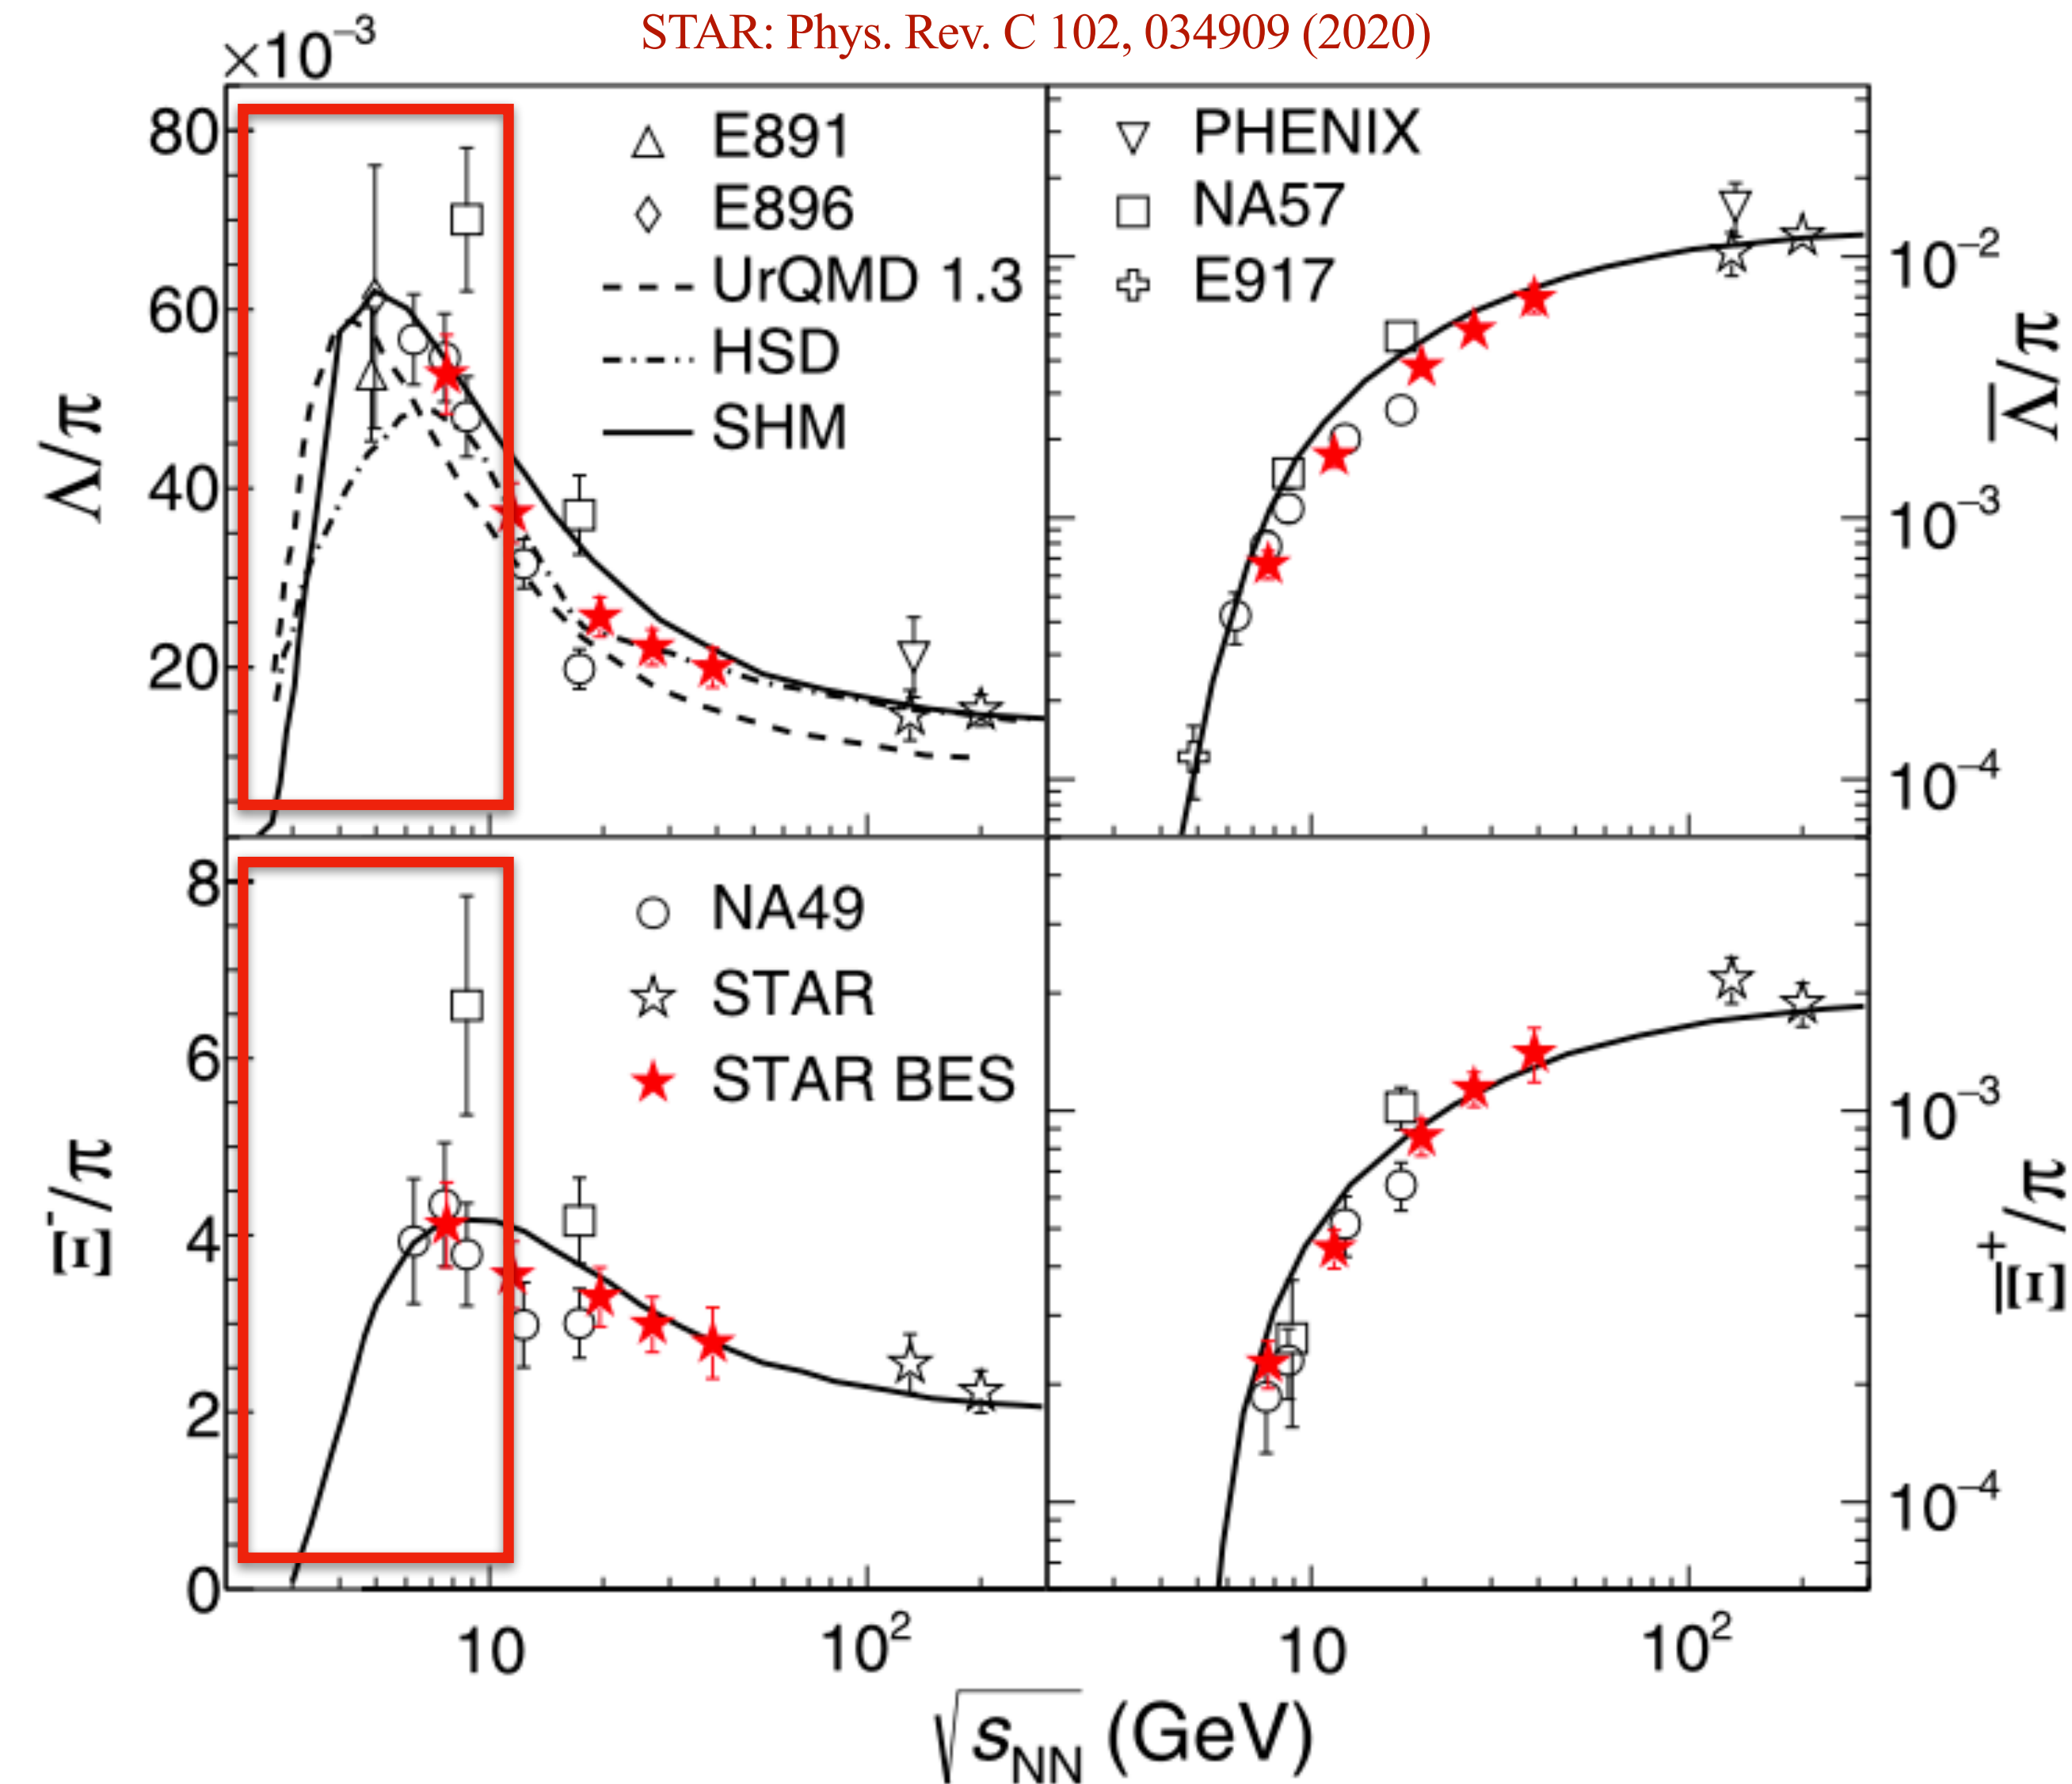 STAR: Phys. Rev. C 102, 034909 (2020)
×10⁻³
80
60
40
20
Λ/π
E891
E896
UrQMD 1.3
HSD
SHM
PHENIX
NA57
E917
10⁻²
10⁻³
10⁻⁴
Λ̅/π
8
6
4
2
0
Ξ⁻/π
NA49
STAR
STAR BES
10⁻³
10⁻⁴
Ξ̅⁺/π
10
10²
10
10²
√sNN (GeV)